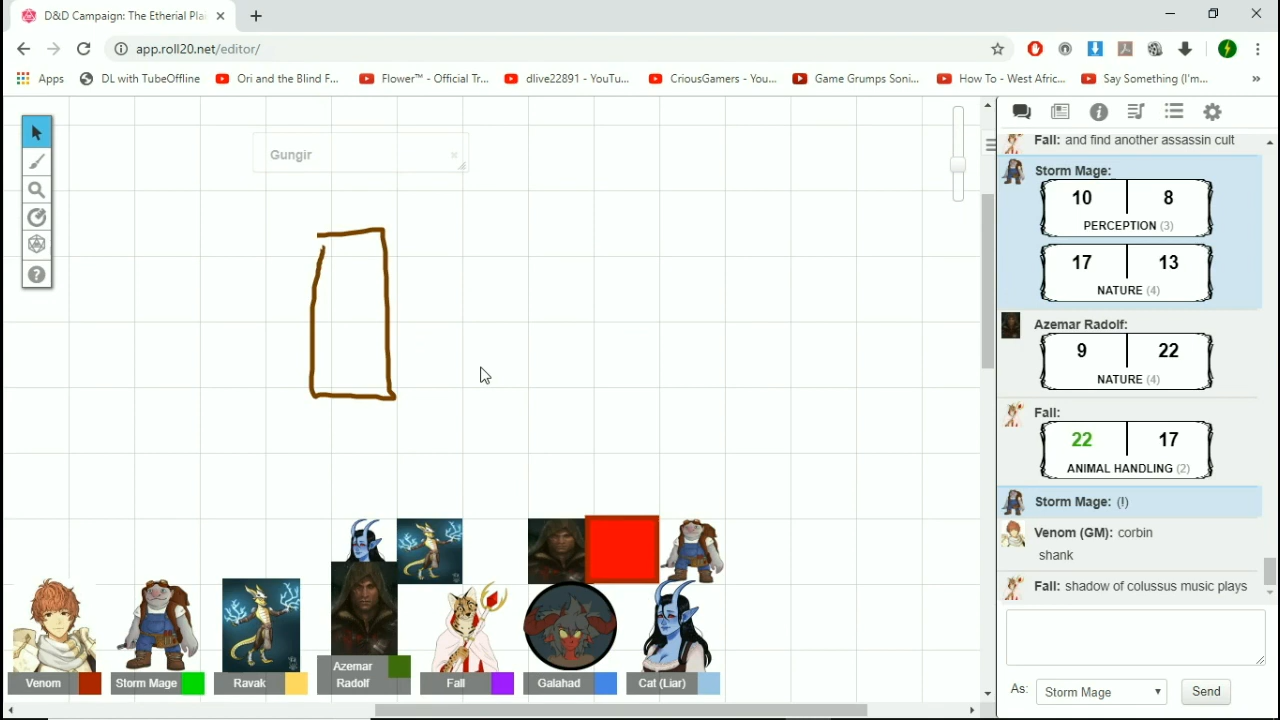 D&D Campaign: The Etherial Pla
app.roll20.net/editor/
Apps
DL with TubeOffline
Ori and the Blind F...
Flower™ - Official Tr...
dlive22891 - YouTu...
CriousGamers - You...
Game Grumps Soni...
How To - West Afric...
Say Something (I'm...
»
Gungir
Fall: and find another assassin cult
Storm Mage:
10 8
PERCEPTION (3)
17 13
NATURE (4)
Azemar Radolf:
9 22
NATURE (4)
Fall:
22 17
ANIMAL HANDLING (2)
Storm Mage: (!)
Venom (GM): corbin
shank
Fall: shadow of colussus music plays
As: Storm Mage Send
Venom
Storm Mage
Ravak
Azemar
Radolf
Fall
Galahad
Cat (Liar)